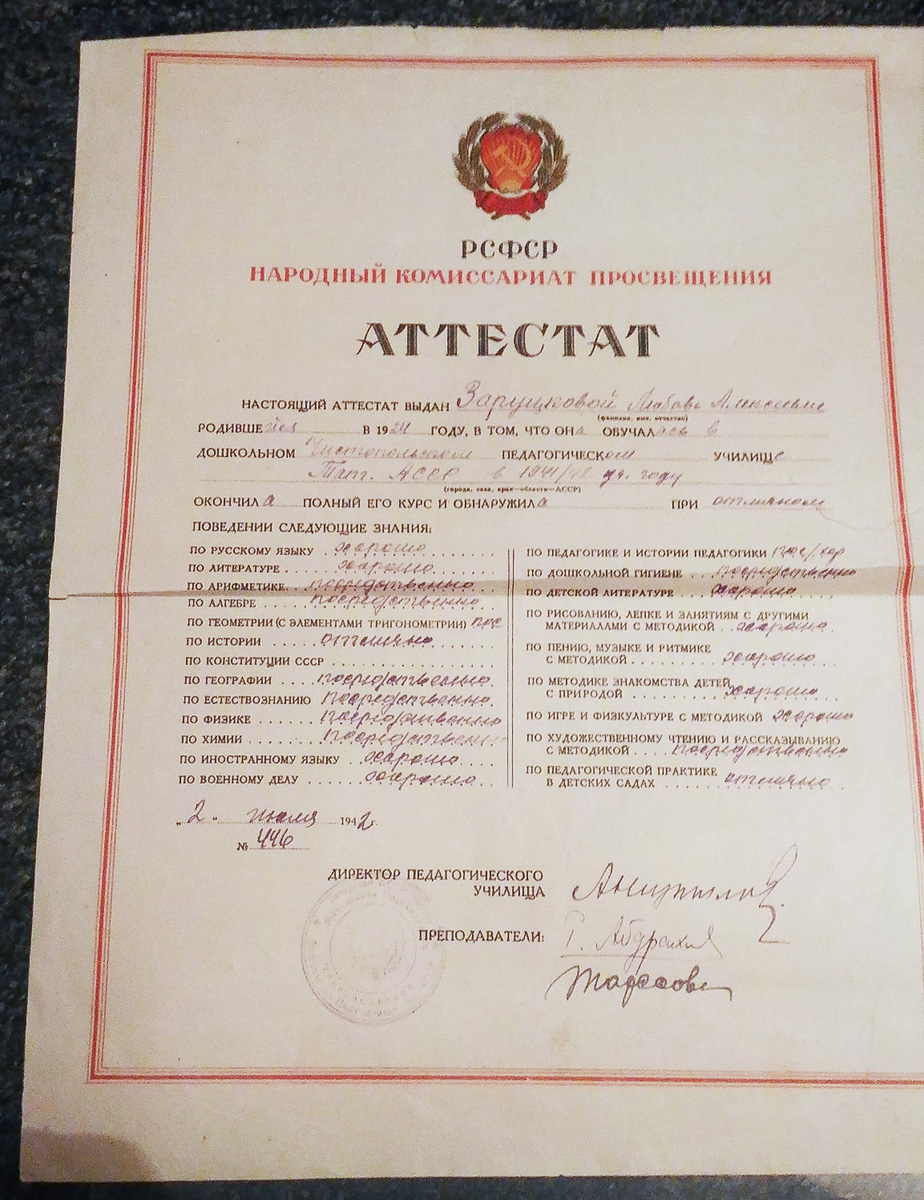 РСФСР
НАРОДНЫЙ КОМИССАРИАТ ПРОСВЕЩЕНИЯ
АТТЕСТАТ
НАСТОЯЩИЙ АТТЕСТАТ ВЫДАН Заруцковой Любовь Алексеевне
(фамилия, имя, отчество)
РОДИВШЕйся В 1924 ГОДУ, В ТОМ, ЧТО ОНа ОБУЧАЛась в
ДОШКОЛЬНОМ Чистопольском ПЕДАГОГИЧЕСКом УЧИЛИЩе
Тат. АССР в 1941/42 уч. году
(города, села, края—области—АССР)
ОКОНЧИЛа ПОЛНЫЙ ЕГО КУРС И ОБНАРУЖИЛа ПРИ отличном
ПОВЕДЕНИИ СЛЕДУЮЩИЕ ЗНАНИЯ:
ПО РУССКОМУ ЯЗЫКУ . хорошо
ПО ЛИТЕРАТУРЕ . . хорошо
ПО АРИФМЕТИКЕ. посредственно
ПО АЛГЕБРЕ . . посредственно
ПО ГЕОМЕТРИИ (С ЭЛЕМЕНТАМИ ТРИГОНОМЕТРИИ) пос
ПО ИСТОРИИ . . отлично
ПО КОНСТИТУЦИИ СССР
ПО ГЕОГРАФИИ . . посредственно
ПО ЕСТЕСТВОЗНАНИЮ посредственно
ПО ФИЗИКЕ . . посредственно
ПО ХИМИИ . . посредственно
ПО ИНОСТРАННОМУ ЯЗЫКУ . хорошо
ПО ВОЕННОМУ ДЕЛУ . . хорошо
ПО ПЕДАГОГИКЕ И ИСТОРИИ ПЕДАГОГИКИ пос/хор
ПО ДОШКОЛЬНОЙ ГИГИЕНЕ . посредственно
ПО ДЕТСКОЙ ЛИТЕРАТУРЕ . хорошо
ПО РИСОВАНИЮ, ЛЕПКЕ И ЗАНЯТИЯМ С ДРУГИМИ
МАТЕРИАЛАМИ С МЕТОДИКОЙ . . хорошо
ПО ПЕНИЮ, МУЗЫКЕ И РИТМИКЕ
С МЕТОДИКОЙ . . . хорошо
ПО МЕТОДИКЕ ЗНАКОМСТВА ДЕТЕЙ
С ПРИРОДОЙ . . . хорошо
ПО ИГРЕ И ФИЗКУЛЬТУРЕ С МЕТОДИКОЙ хорошо
ПО ХУДОЖЕСТВЕННОМУ ЧТЕНИЮ И РАССКАЗЫВАНИЮ
С МЕТОДИКОЙ . . . посредственно
ПО ПЕДАГОГИЧЕСКОЙ ПРАКТИКЕ
В ДЕТСКИХ САДАХ . . . отлично
„2. июля 1942г.
№ 446
ДИРЕКТОР ПЕДАГОГИЧЕСКОГО
УЧИЛИЩА
ПРЕПОДАВАТЕЛИ: